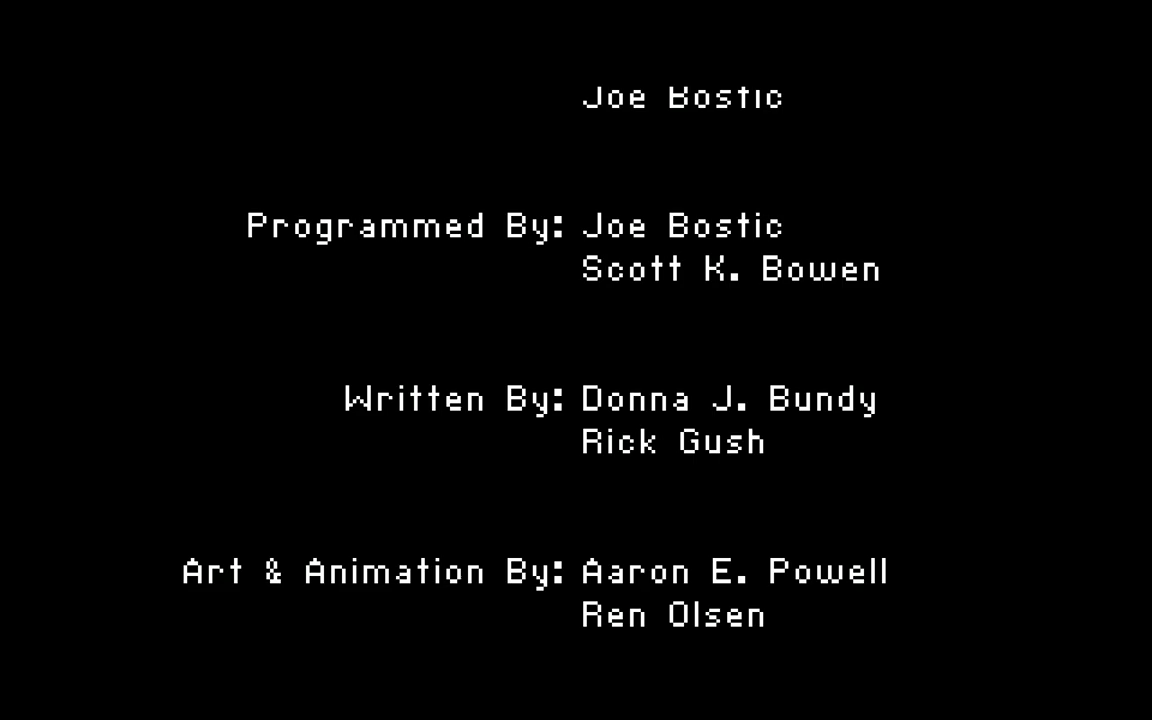 Joe Bostic
Programmed By: Joe Bostic
Scott K. Bowen
Written By: Donna J. Bundy
Rick Gush
Art & Animation By: Aaron E. Powell
Ren Olsen